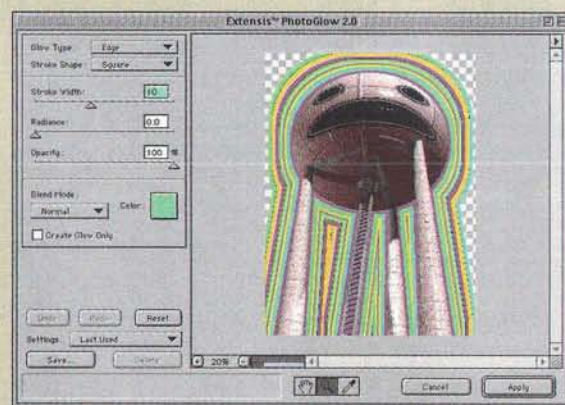 Extensis™ PhotoGlow 2.0
Glow Type: Edge
Stroke Shape: Square
Stroke Width: 10
Radiance: 0.0
Opacity: 100 %
Blend Mode:
Normal
Color:
Create Glow Only
Undo
Redo
Reset
Settings: Last Used
Save...
Delete
20%
Cancel
Apply